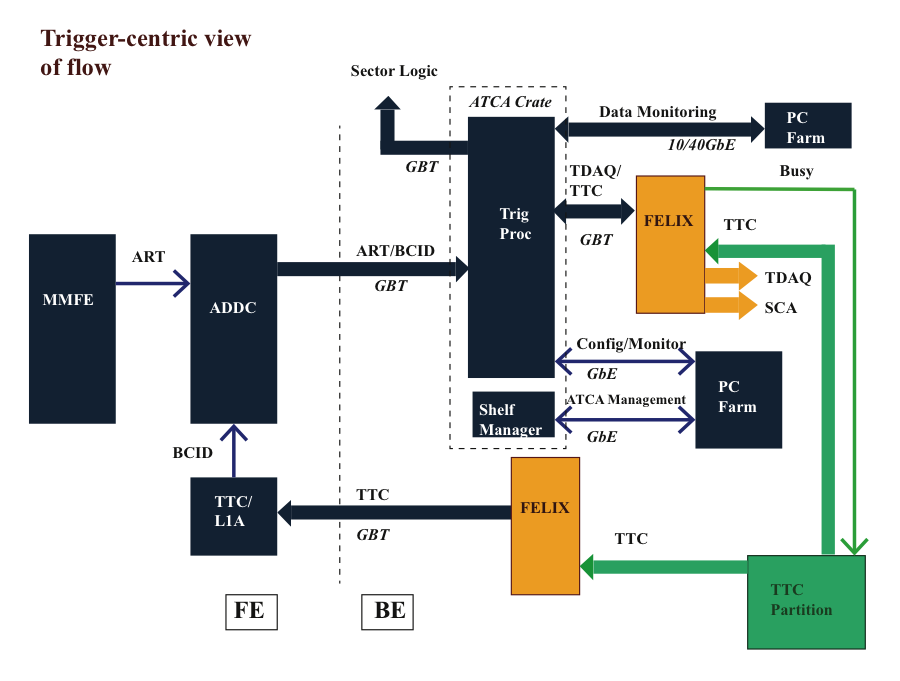 Trigger-centric view
of flow
Sector Logic
ATCA Crate
Data Monitoring
10/40GbE
PC
Farm
GBT
TDAQ/
TTC
GBT
Busy
Trig
Proc
FELIX
TTC
TDAQ
SCA
ART
ART/BCID
GBT
MMFE
ADDC
Config/Monitor
GbE
PC
Farm
ATCA Management
GbE
Shelf
Manager
BCID
TTC/
L1A
TTC
GBT
FELIX
TTC
TTC
Partition
FE
BE